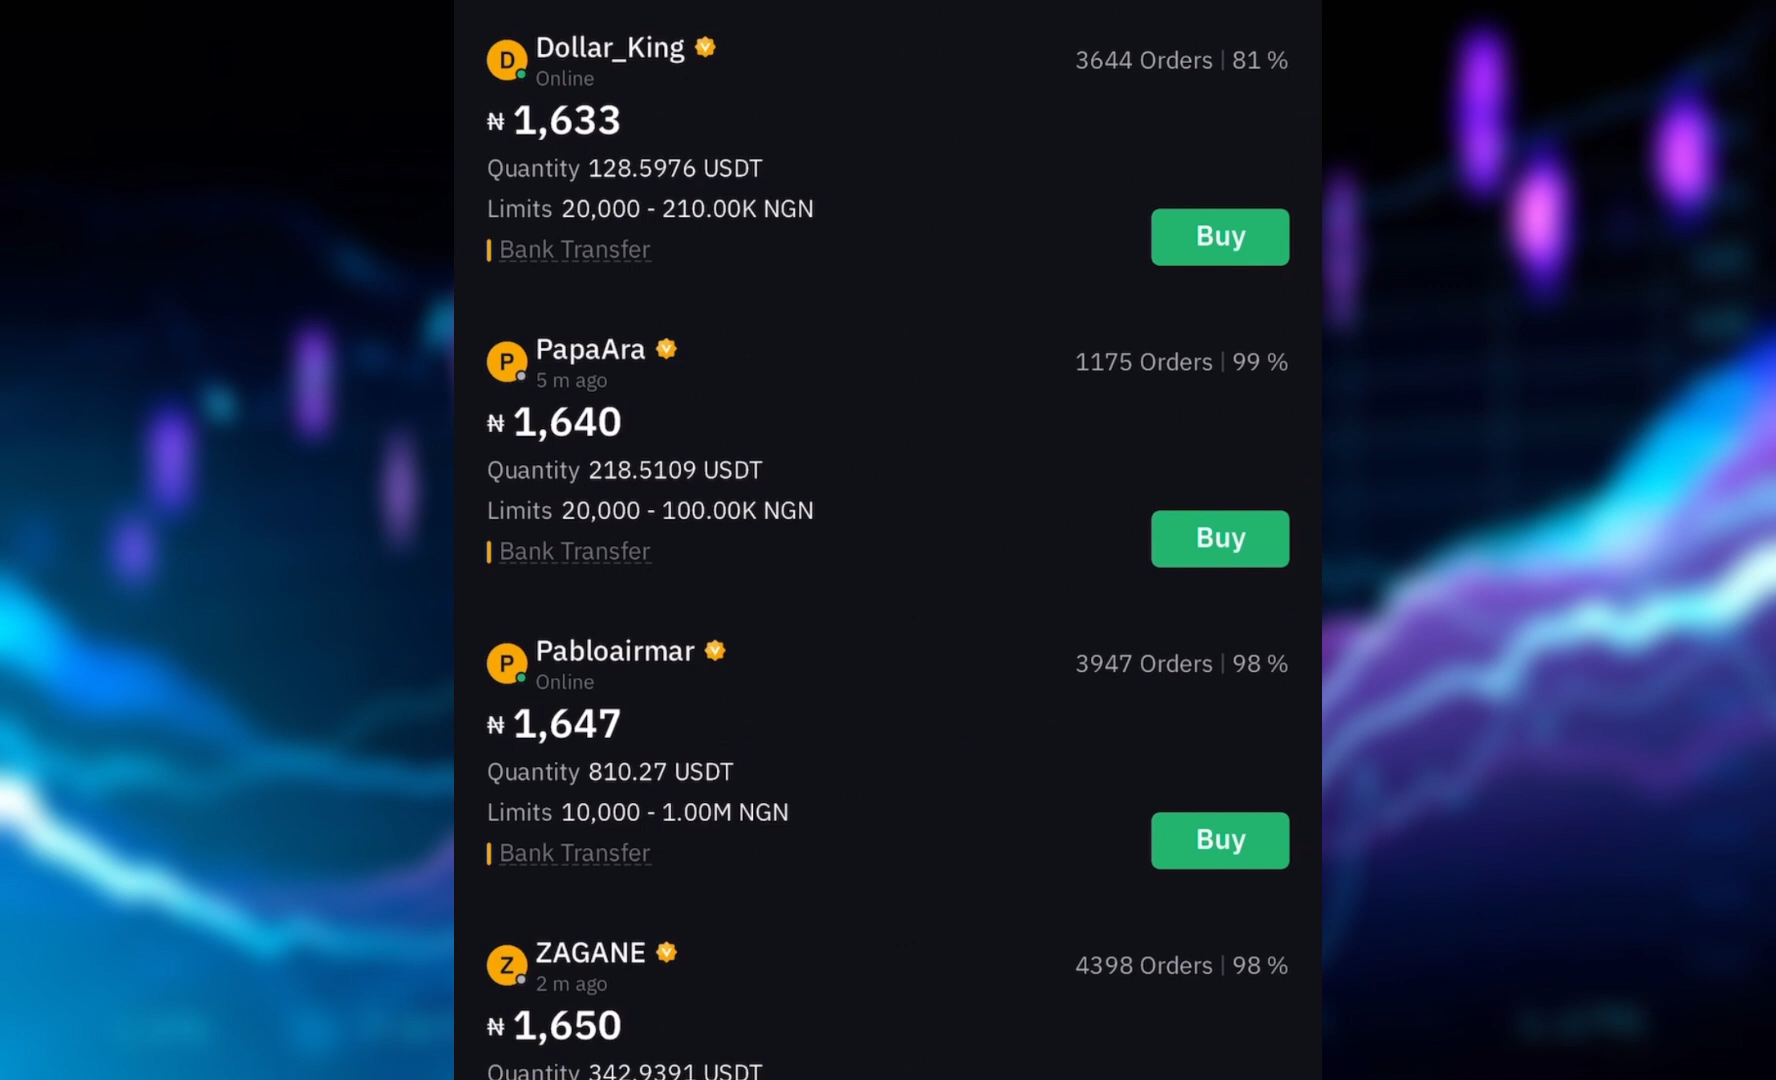 D
Dollar_King
3644 Orders | 81 %
Online
₦ 1,633
Quantity 128.5976 USDT
Limits 20,000 - 210.00K NGN
Buy
Bank Transfer
P
PapaAra
1175 Orders | 99 %
5 m ago
₦ 1,640
Quantity 218.5109 USDT
Limits 20,000 - 100.00K NGN
Buy
Bank Transfer
P
Pabloairmar
3947 Orders | 98 %
Online
₦ 1,647
Quantity 810.27 USDT
Limits 10,000 - 1.00M NGN
Buy
Bank Transfer
Z
ZAGANE
4398 Orders | 98 %
2 m ago
₦ 1,650
Quantity 342.9391 USDT